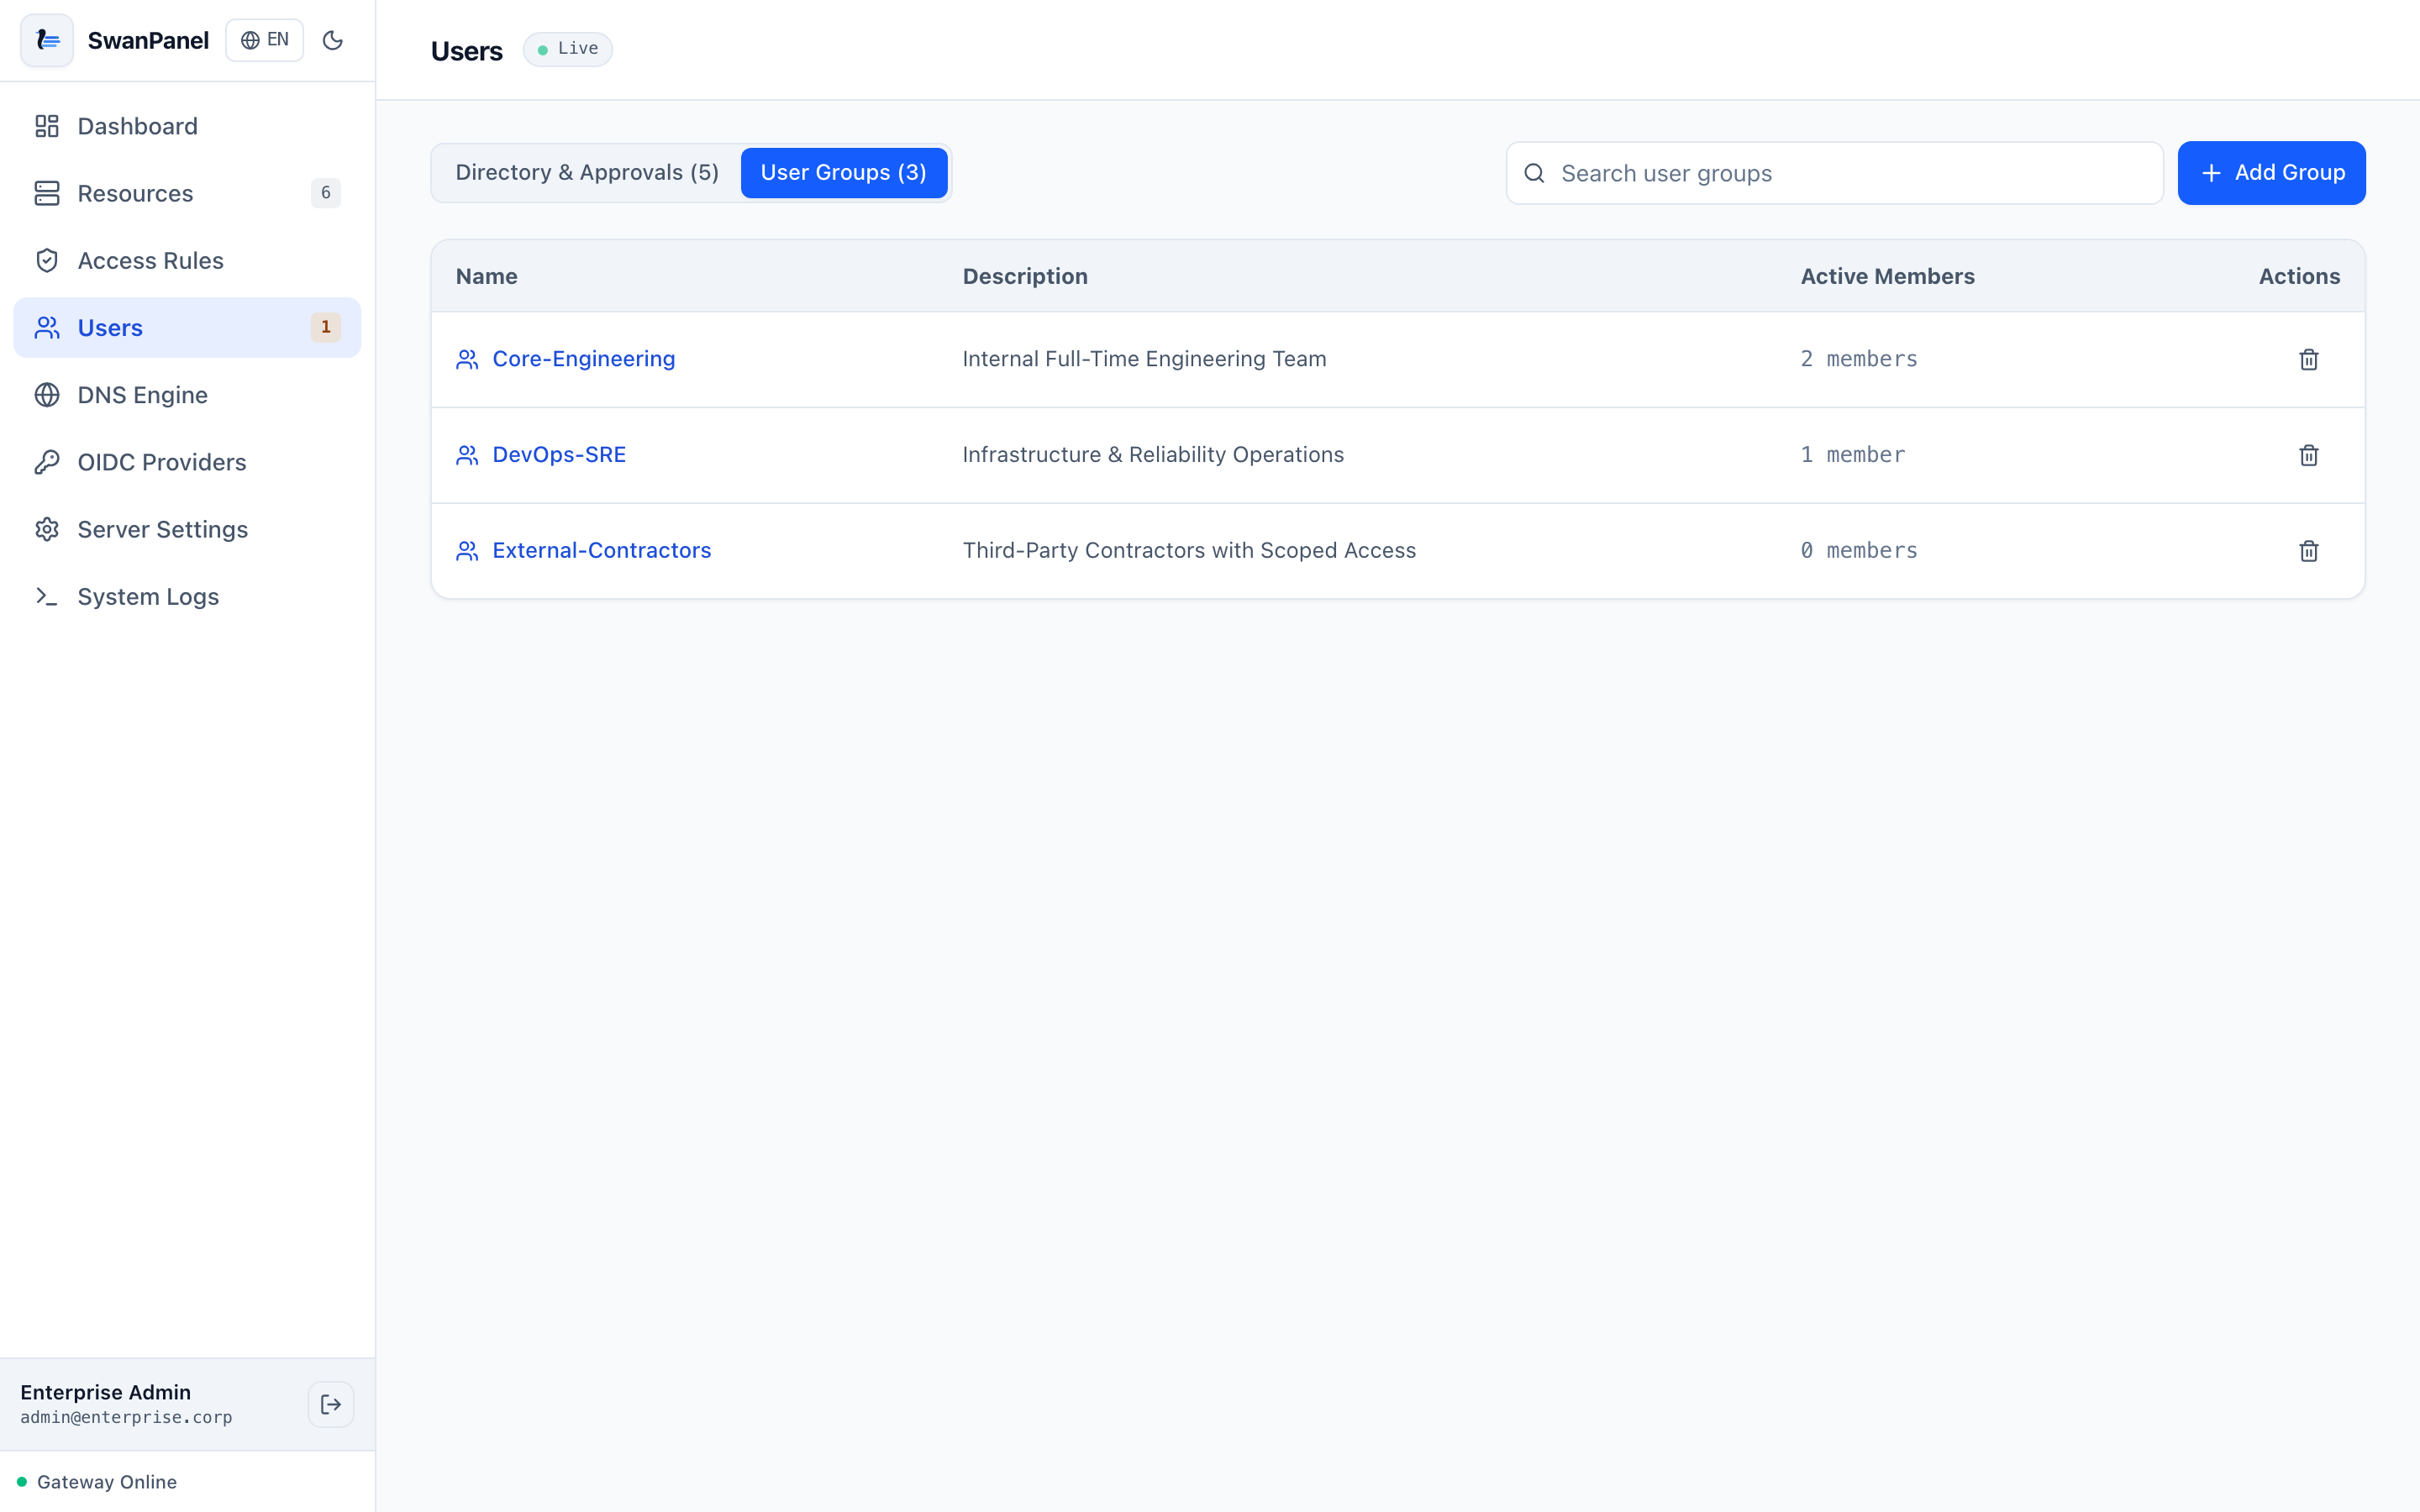 SwanPanel
EN
Dashboard
Resources 6
Access Rules
Users 1
DNS Engine
OIDC Providers
Server Settings
System Logs
Enterprise Admin
admin@enterprise.corp
Gateway Online
Users
Live
Directory & Approvals (5)
User Groups (3)
Search user groups
Add Group
Name Description Active Members Actions
Core-Engineering Internal Full-Time Engineering Team 2 members
DevOps-SRE Infrastructure & Reliability Operations 1 member
External-Contractors Third-Party Contractors with Scoped Access 0 members